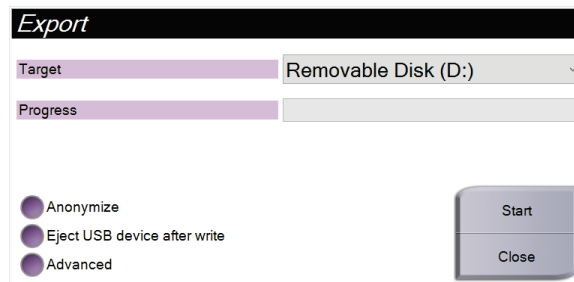 Export
Target
Removable Disk (D:)
Progress
Anonymize
Eject USB device after write
Advanced
Start
Close